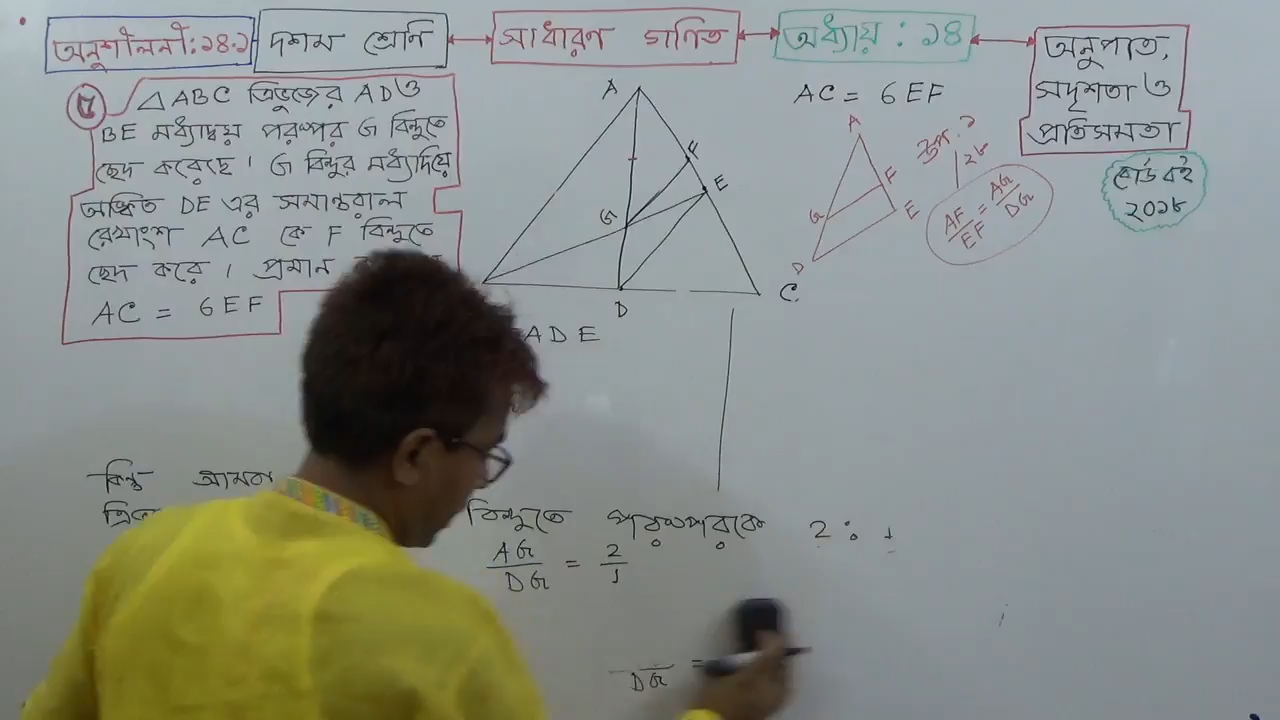 অনুশীলনী:১৪.১
দশম শ্রেণি
সাধারণ গণিত
অধ্যায় : ১৪
অনুপাত,
সদৃশতা ও
প্রতিসমতা
বোর্ড বই
২০১৮
△ABC ত্রিভুজের AD ও
BE মধ্যমাদ্বয় পরস্পর G বিন্দুতে
ছেদ করেছে। G বিন্দুর মধ্যদিয়ে
অঙ্কিত DE এর সমান্তরাল
রেখাংশ AC কে F বিন্দুতে
ছেদ করে। প্রমান
AC = 6EF
A
F
E
G
D
C
AC = 6EF
A
F
G
E
D
২৮
AF/EF = AG/DG
ADE
কিন্তু আমরা
বিন্দুতে পরস্পরকে 2 : 1
AG/DG = 2/1
DG =